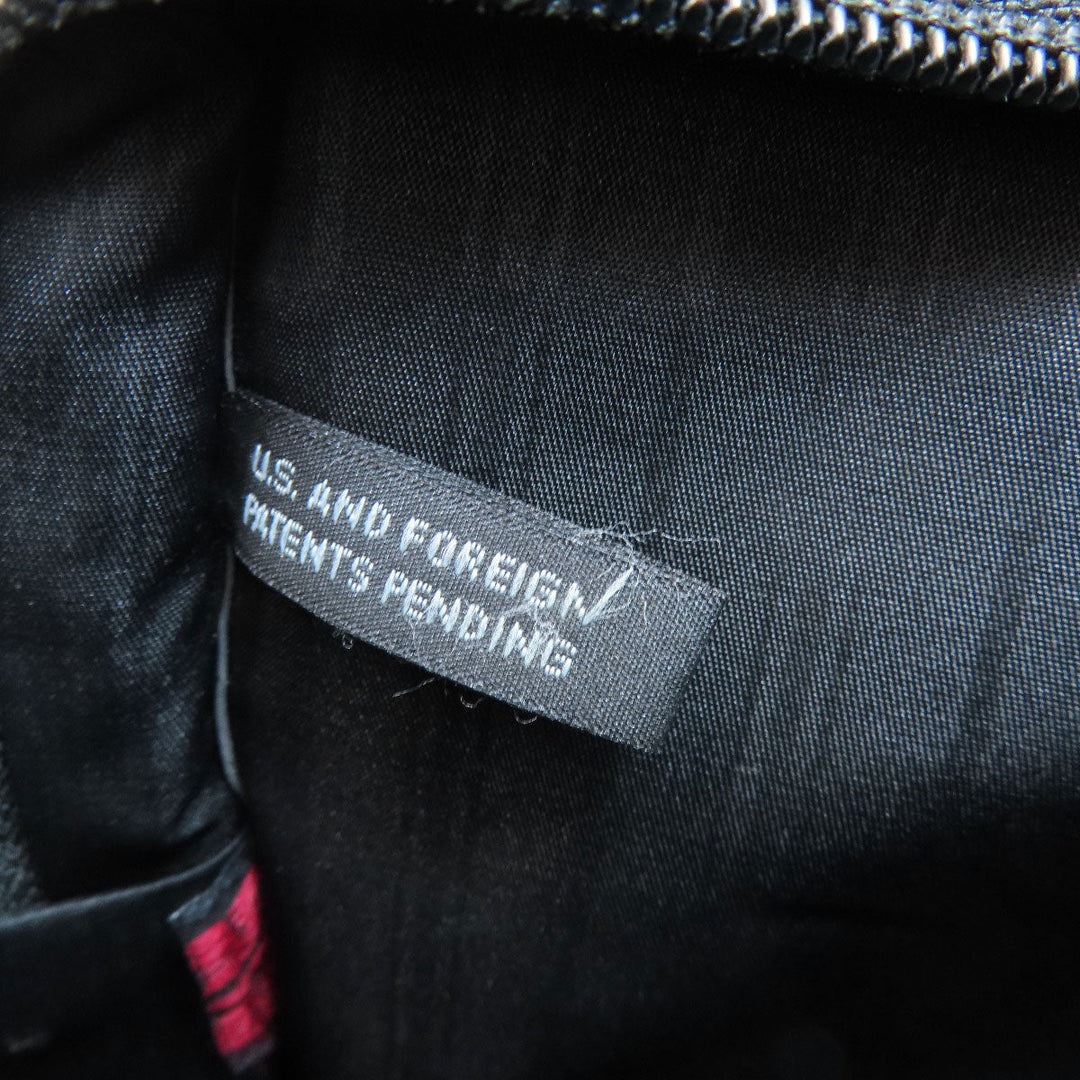 U.S. AND FOREIGN
PATENTS PENDING